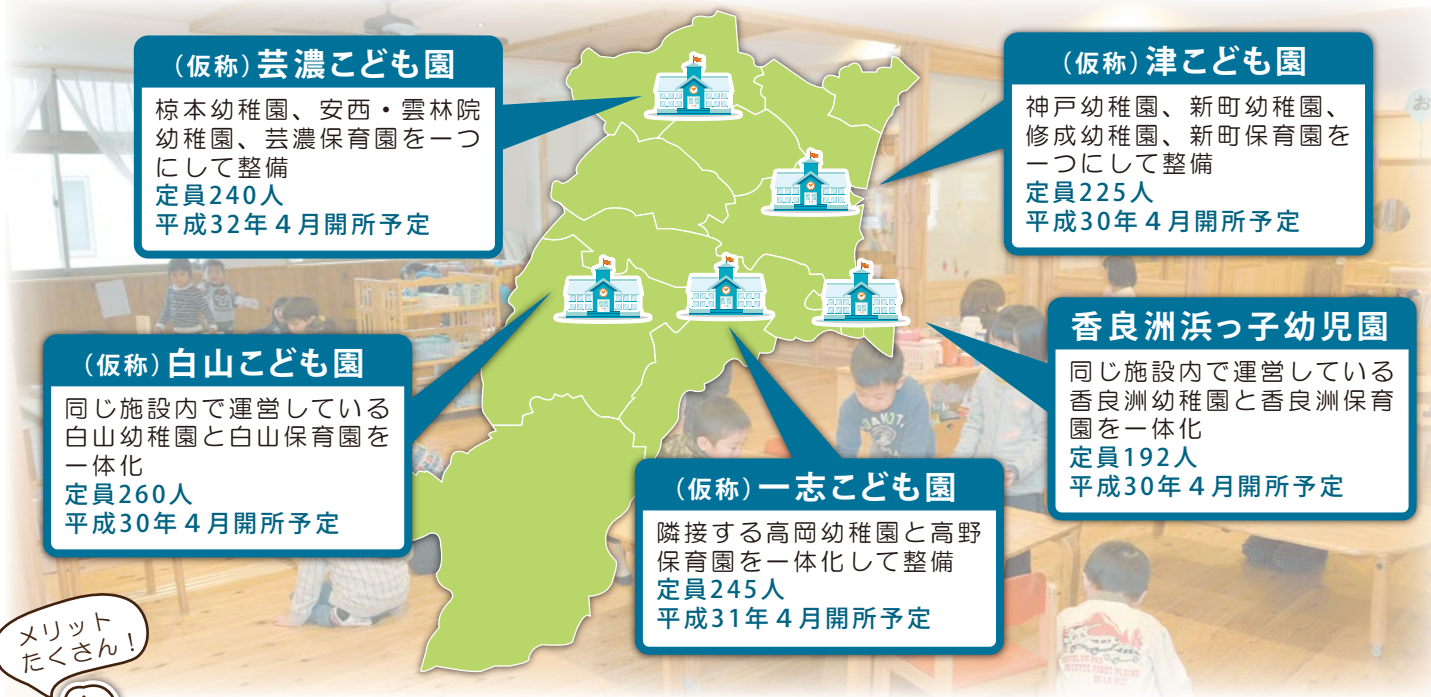 (仮称)芸濃こども園
椋本幼稚園、安西・雲林院
幼稚園、芸濃保育園を一つ
にして整備
定員240人
平成32年4月開所予定
(仮称)津こども園
神戸幼稚園、新町幼稚園、
修成幼稚園、新町保育園を
一つにして整備
定員225人
平成30年4月開所予定
(仮称)白山こども園
同じ施設内で運営している
白山幼稚園と白山保育園を
一体化
定員260人
平成30年4月開所予定
(仮称)一志こども園
隣接する高岡幼稚園と高野
保育園を一体化して整備
定員245人
平成31年4月開所予定
香良洲浜っ子幼児園
同じ施設内で運営している
香良洲幼稚園と香良洲保育
園を一体化
定員192人
平成30年4月開所予定
メリット
たくさん!